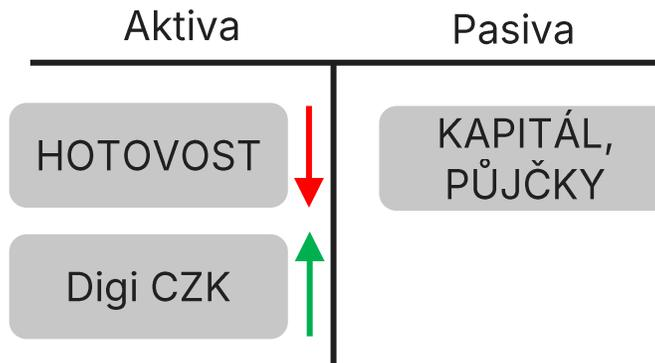 Aktiva
Pasiva
HOTOVOST
KAPITÁL,
PŮJČKY
Digi CZK